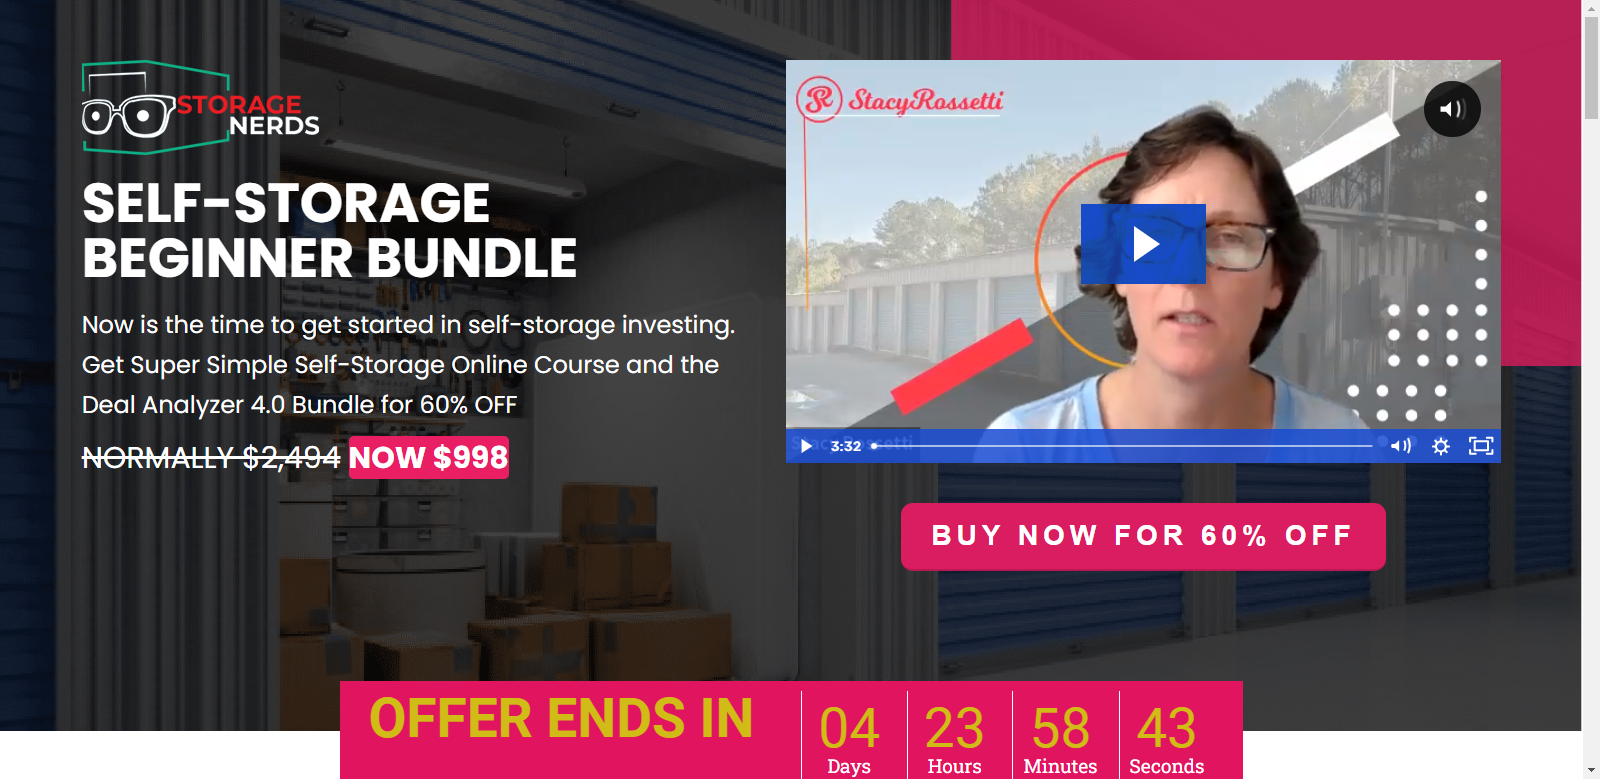 STORAGE
NERDS
SELF-STORAGE
BEGINNER BUNDLE
Now is the time to get started in self-storage investing.
Get Super Simple Self-Storage Online Course and the
Deal Analyzer 4.0 Bundle for 60% OFF
NORMALLY $2,494 NOW $998
SR StacyRossetti
Stacy Rossetti
3:32
BUY NOW FOR 60% OFF
OFFER ENDS IN
04 23 58 43
Days Hours Minutes Seconds